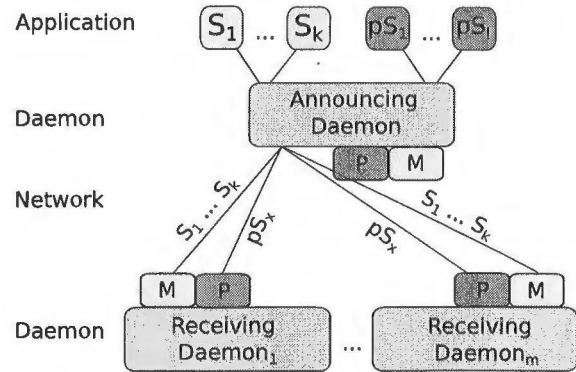 Application S₁ ... Sₖ pS₁ ... pSₗ
Daemon Announcing
Daemon
P M
Network
S₁ ... Sₖ pSₓ pSₓ S₁ ... Sₖ
M P P M
Daemon Receiving Daemon₁ ... Receiving Daemonₘ